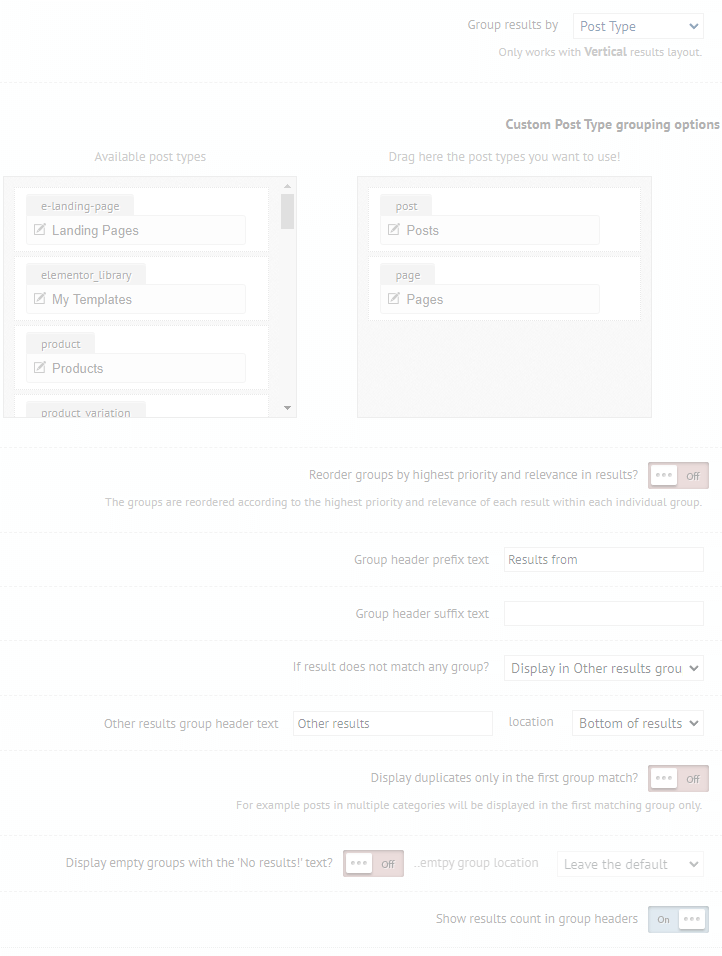 Group results by Post Type
Only works with Vertical results layout.
Custom Post Type grouping options
Available post types
Drag here the post types you want to use!
e-landing-page
Landing Pages
elementor_library
My Templates
product
Products
product_variation
post
Posts
page
Pages
Reorder groups by highest priority and relevance in results? Off
The groups are reordered according to the highest priority and relevance of each result within each individual group.
Group header prefix text Results from
Group header suffix text
If result does not match any group? Display in Other results grou
Other results group header text Other results location Bottom of results
Display duplicates only in the first group match? Off
For example posts in multiple categories will be displayed in the first matching group only.
Display empty groups with the 'No results!' text? Off ..emtpy group location Leave the default
Show results count in group headers On